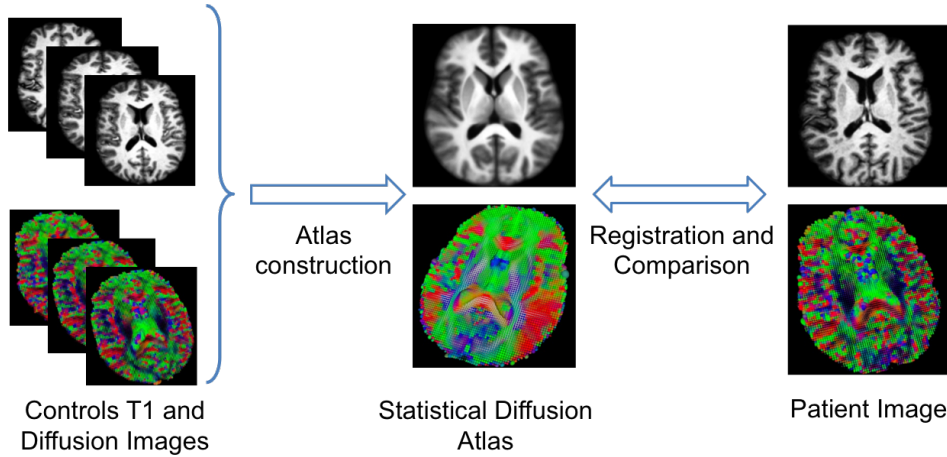 Atlas
construction
Registration and
Comparison
Controls T1 and
Diffusion Images
Statistical Diffusion
Atlas
Patient Image